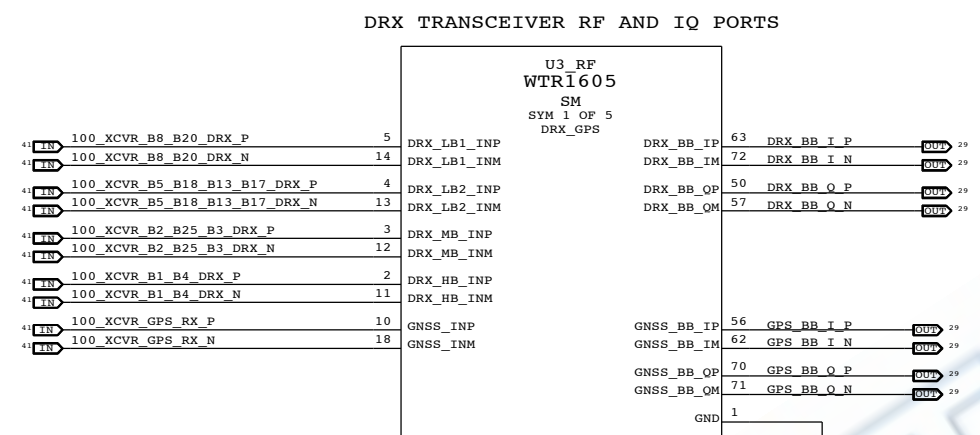 DRX TRANSCEIVER RF AND IQ PORTS
U3_RF
WTR1605
SM
SYM 1 OF 5
DRX_GPS
41 IN 100_XCVR_B8_B20_DRX_P 5 DRX_LB1_INP DRX_BB_IP 63 DRX_BB_I_P OUT 29
41 IN 100_XCVR_B8_B20_DRX_N 14 DRX_LB1_INM DRX_BB_IM 72 DRX_BB_I_N OUT 29
41 IN 100_XCVR_B5_B18_B13_B17_DRX_P 4 DRX_LB2_INP DRX_BB_QP 50 DRX_BB_Q_P OUT 29
41 IN 100_XCVR_B5_B18_B13_B17_DRX_N 13 DRX_LB2_INM DRX_BB_QM 57 DRX_BB_Q_N OUT 29
41 IN 100_XCVR_B2_B25_B3_DRX_P 3 DRX_MB_INP
41 IN 100_XCVR_B2_B25_B3_DRX_N 12 DRX_MB_INM
41 IN 100_XCVR_B1_B4_DRX_P 2 DRX_HB_INP
41 IN 100_XCVR_B1_B4_DRX_N 11 DRX_HB_INM
41 IN 100_XCVR_GPS_RX_P 10 GNSS_INP GNSS_BB_IP 56 GPS_BB_I_P OUT 29
41 IN 100_XCVR_GPS_RX_N 18 GNSS_INM GNSS_BB_IM 62 GPS_BB_I_N OUT 29
GNSS_BB_QP 70 GPS_BB_Q_P OUT 29
GNSS_BB_QM 71 GPS_BB_Q_N OUT 29
GND 1